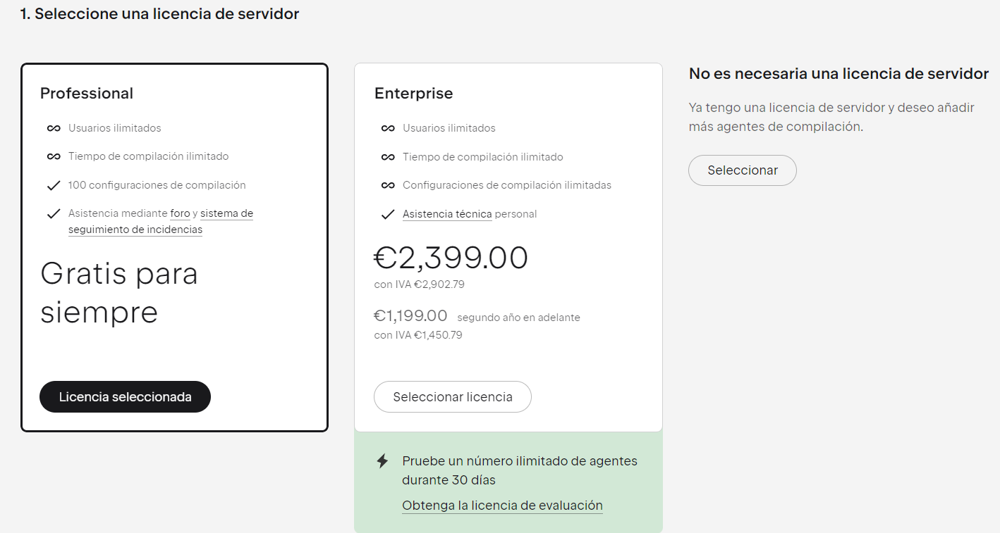 1. Seleccione una licencia de servidor
Professional
Usuarios ilimitados
Tiempo de compilación ilimitado
100 configuraciones de compilación
Asistencia mediante foro y sistema de
seguimiento de incidencias
Gratis para
siempre
Licencia seleccionada
Enterprise
Usuarios ilimitados
Tiempo de compilación ilimitado
Configuraciones de compilación ilimitadas
Asistencia técnica personal
€2,399.00
con IVA €2,902.79
€1,199.00 segundo año en adelante
con IVA €1,450.79
Seleccionar licencia
Pruebe un número ilimitado de agentes
durante 30 días
Obtenga la licencia de evaluación
No es necesaria una licencia de servidor
Ya tengo una licencia de servidor y deseo añadir
más agentes de compilación.
Seleccionar